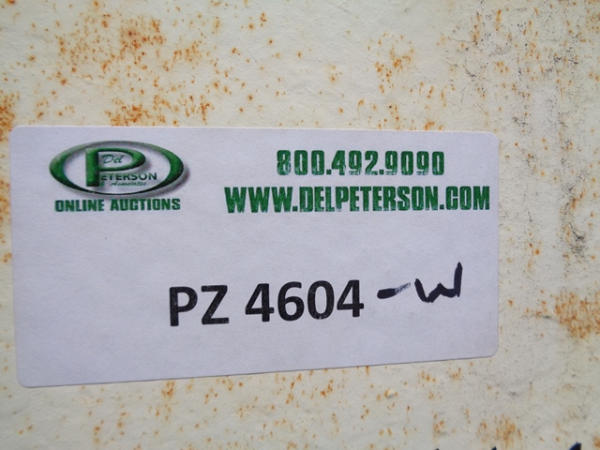 Del
PETERSON
& Associates
ONLINE AUCTIONS
800.492.9090
WWW.DELPETERSON.COM
PZ 4604 -W